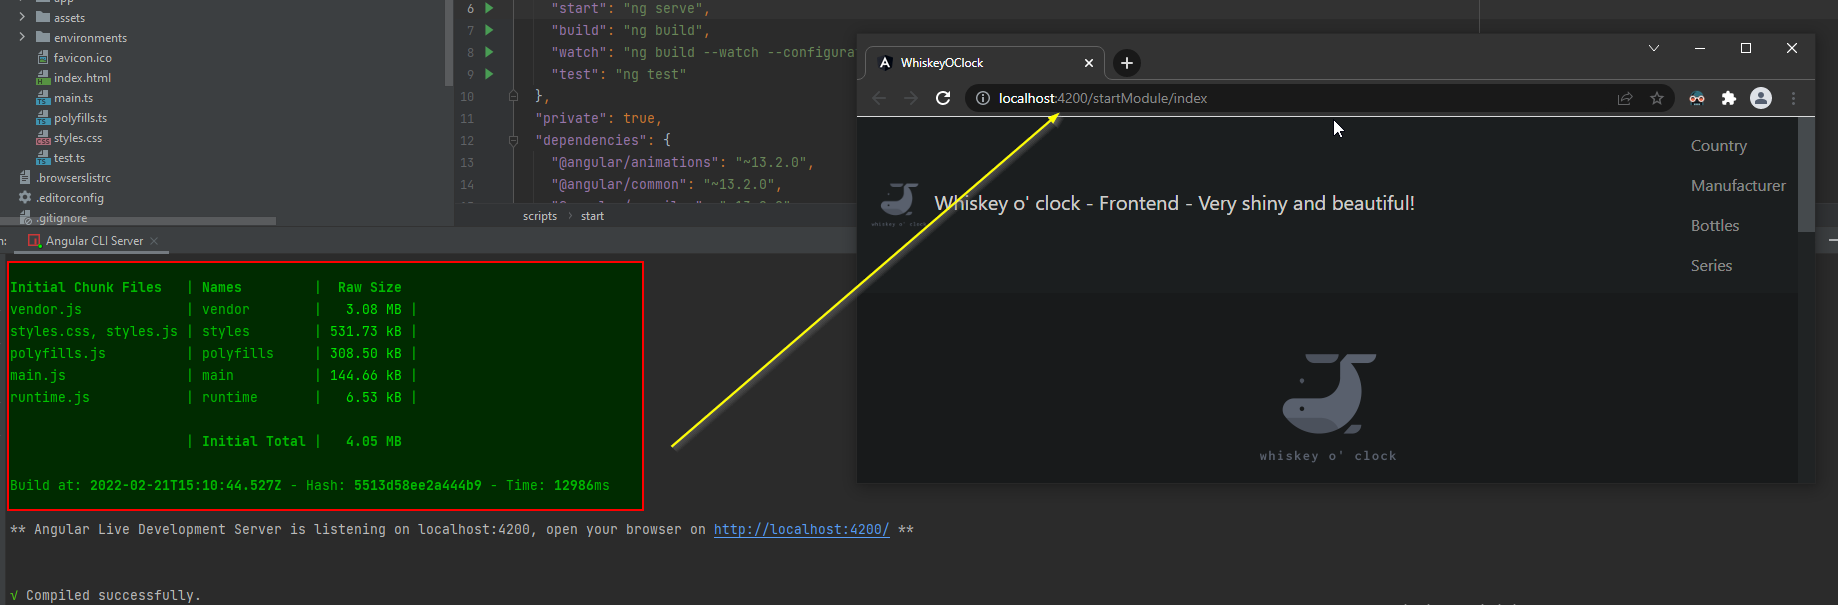 app
assets
environments
favicon.ico
index.html
main.ts
polyfills.ts
styles.css
test.ts
.browserslistrc
.editorconfig
.gitignore
6 "start": "ng serve",
7 "build": "ng build",
8 "watch": "ng build --watch --configura
9 "test": "ng test"
10 },
11 "private": true,
12 "dependencies": {
13 "@angular/animations": "~13.2.0",
14 "@angular/common": "~13.2.0",
scripts > start
WhiskeyOClock
localhost:4200/startModule/index
Country
Manufacturer
Bottles
Series
whiskey o' clock
Whiskey o' clock - Frontend - Very shiny and beautiful!
whiskey o' clock
Angular CLI Server
Initial Chunk Files | Names | Raw Size
vendor.js | vendor | 3.08 MB |
styles.css, styles.js | styles | 531.73 kB |
polyfills.js | polyfills | 308.50 kB |
main.js | main | 144.66 kB |
runtime.js | runtime | 6.53 kB |
| Initial Total | 4.05 MB
Build at: 2022-02-21T15:10:44.527Z - Hash: 5513d58ee2a444b9 - Time: 12986ms
** Angular Live Development Server is listening on localhost:4200, open your browser on http://localhost:4200/ **
√ Compiled successfully.